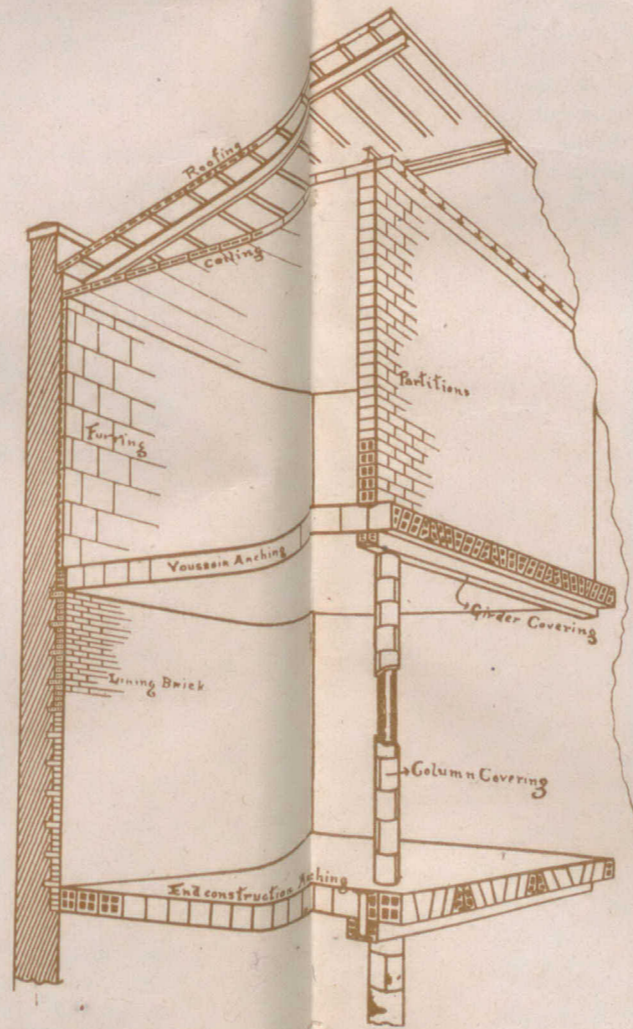 Roofing
Ceiling
Partitions
Furring
Voussoir Arching
Girder Covering
Lining Brick
Column Covering
End construction Arching